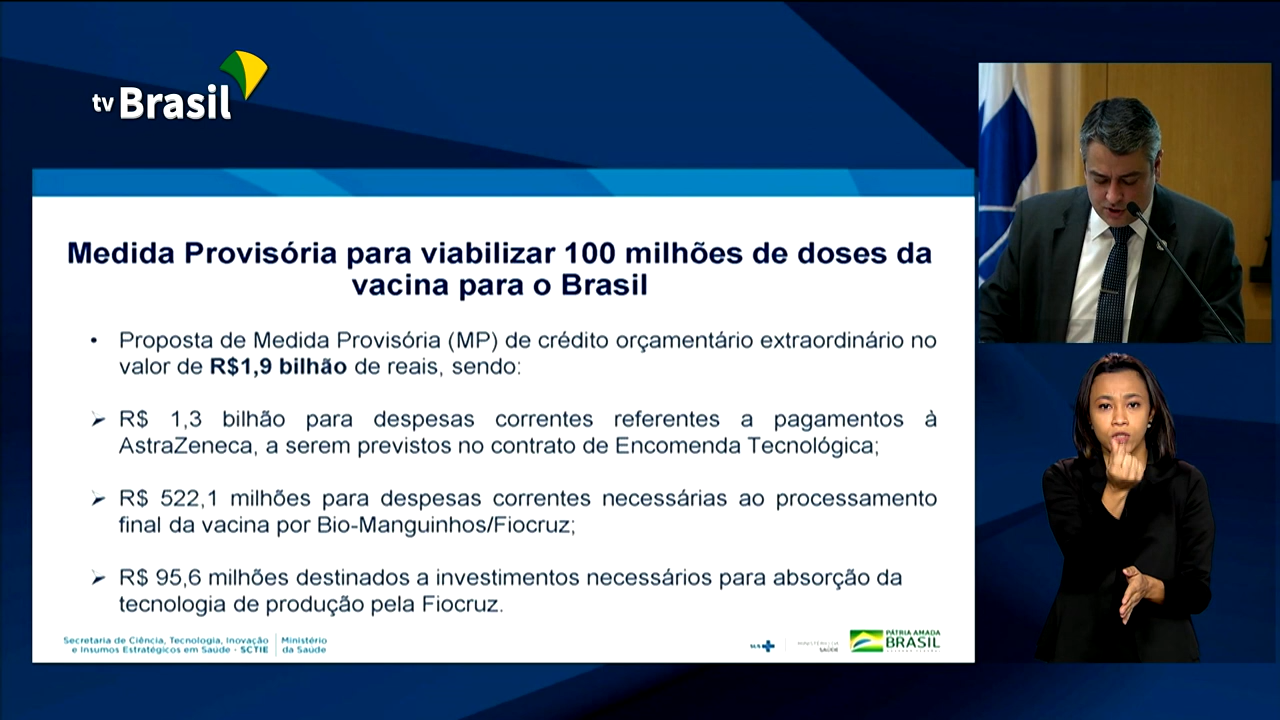 tv Brasil
Medida Provisória para viabilizar 100 milhões de doses da
vacina para o Brasil
• Proposta de Medida Provisória (MP) de crédito orçamentário extraordinário no
valor de R$1,9 bilhão de reais, sendo:
➢ R$ 1,3 bilhão para despesas correntes referentes a pagamentos à
AstraZeneca, a serem previstos no contrato de Encomenda Tecnológica;
➢ R$ 522,1 milhões para despesas correntes necessárias ao processamento
final da vacina por Bio-Manguinhos/Fiocruz;
➢ R$ 95,6 milhões destinados a investimentos necessários para absorção da
tecnologia de produção pela Fiocruz.
Secretaria de Ciência, Tecnologia, Inovação
e Insumos Estratégicos em Saúde - SCTIE
Ministério
da Saúde
SUS
MINISTÉRIO DA
SAÚDE
PÁTRIA AMADA
BRASIL